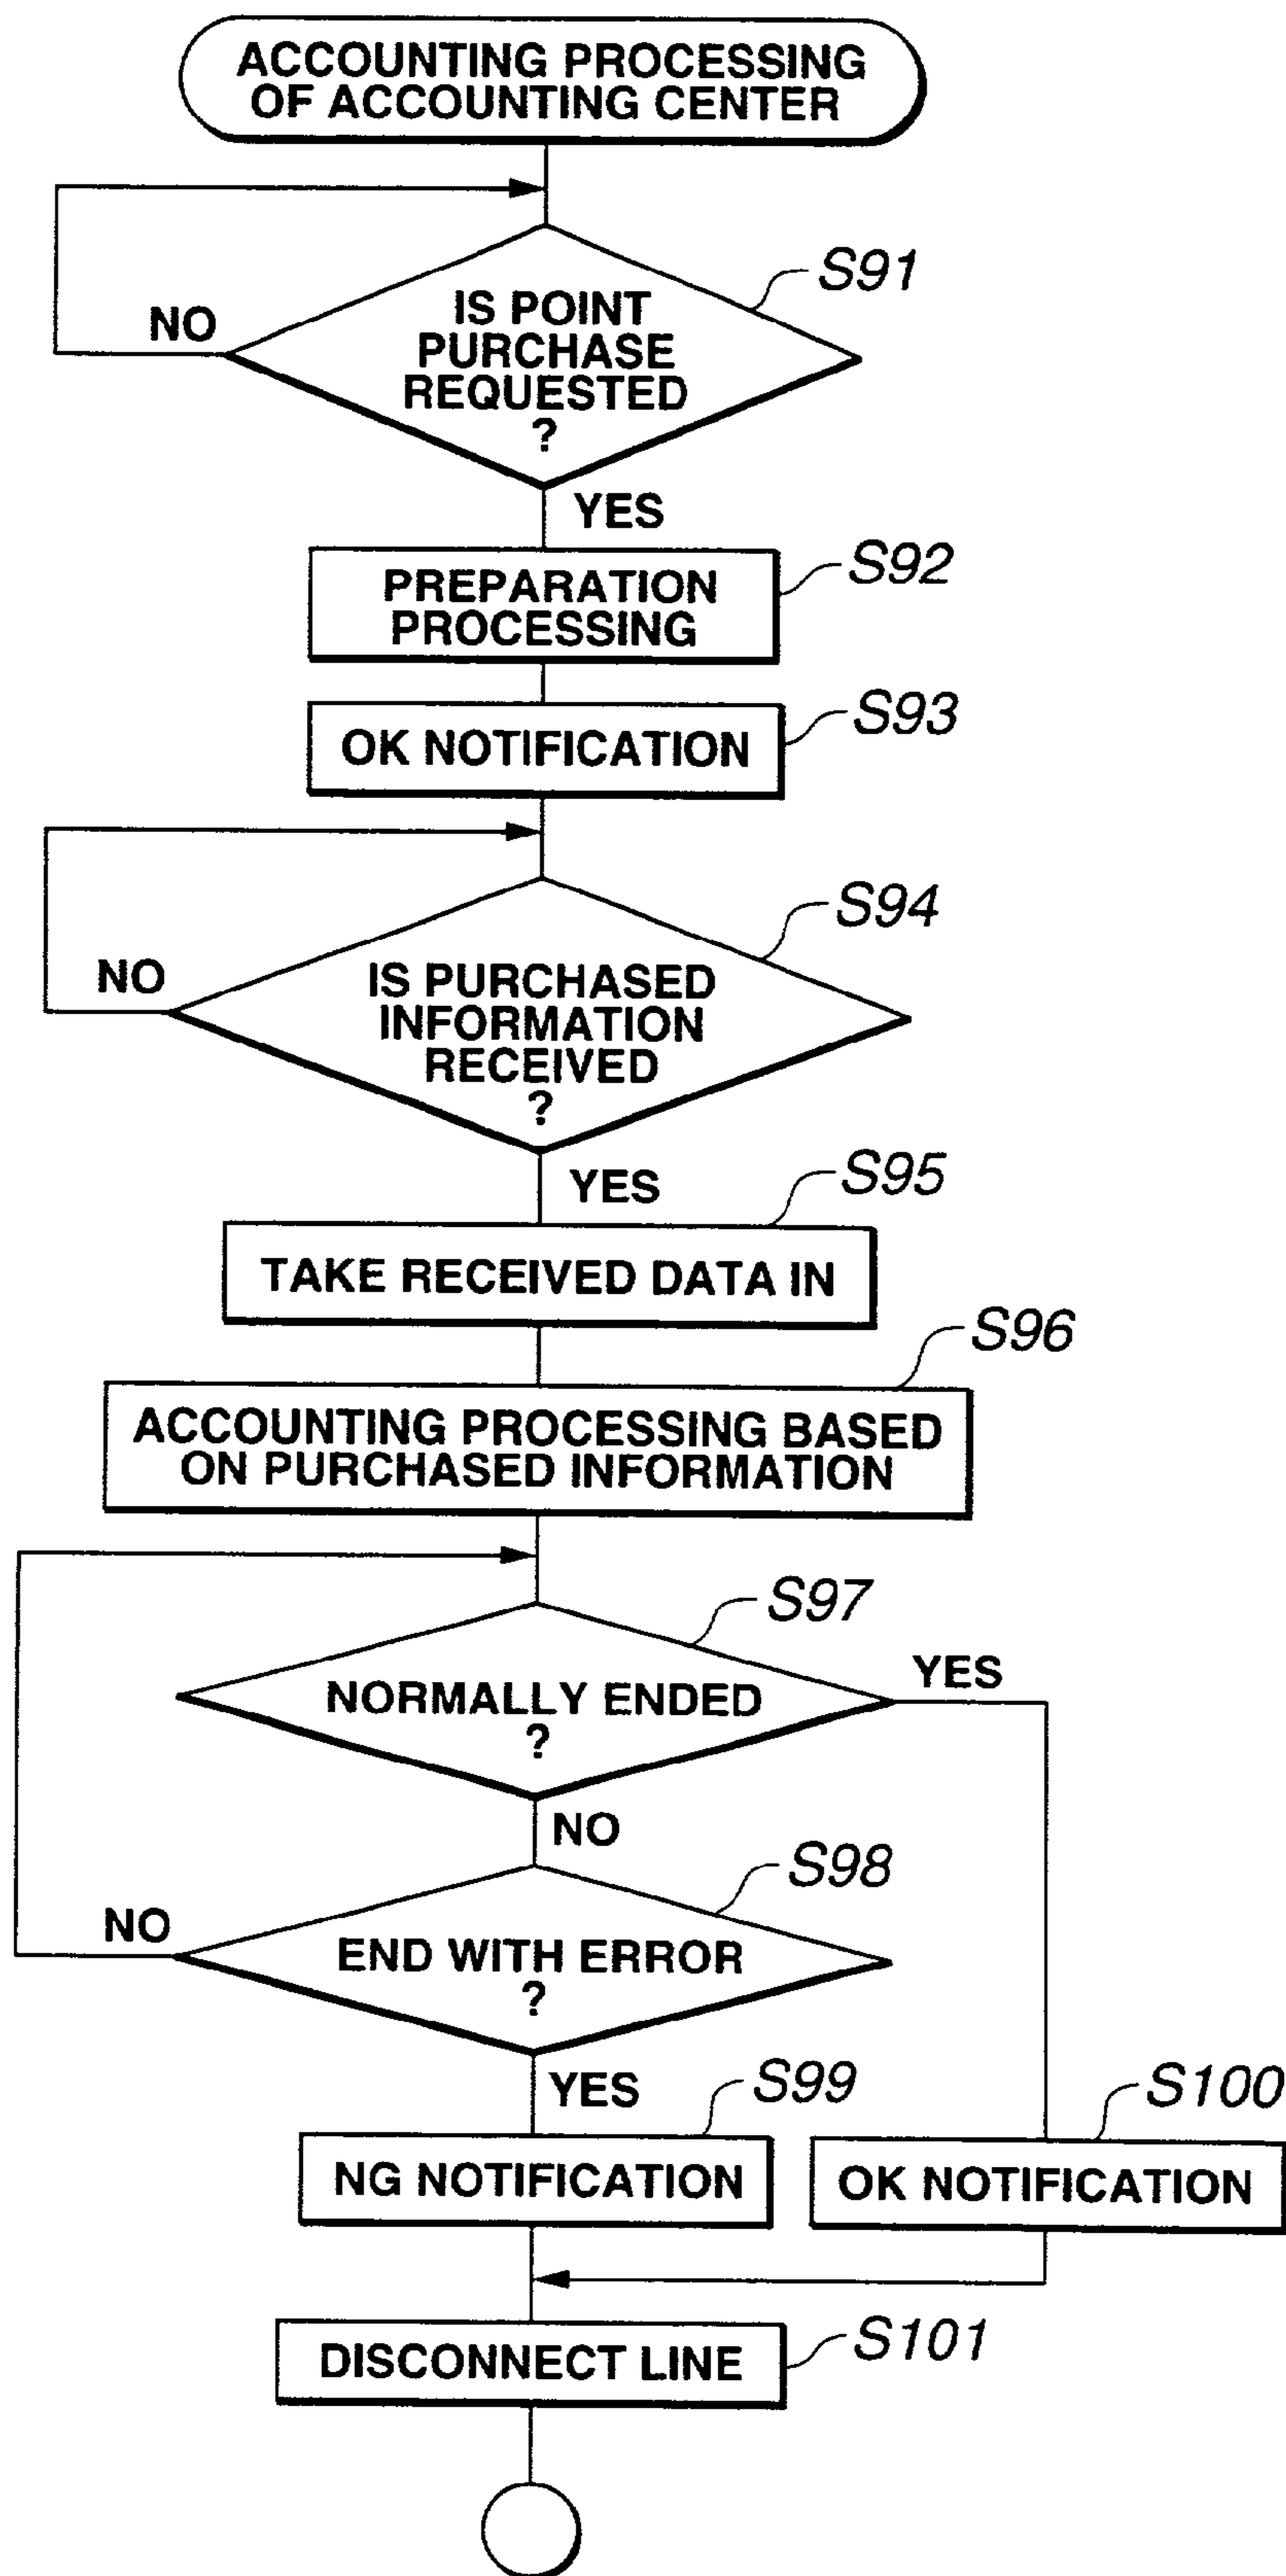 ACCOUNTING PROCESSING
OF ACCOUNTING CENTER
S91
NO
IS POINT
PURCHASE
REQUESTED
?
YES
S92
PREPARATION
PROCESSING
S93
OK NOTIFICATION
S94
NO
IS PURCHASED
INFORMATION
RECEIVED
?
YES
S95
TAKE RECEIVED DATA IN
S96
ACCOUNTING PROCESSING BASED
ON PURCHASED INFORMATION
S97
YES
NORMALLY ENDED
?
NO
S98
NO
END WITH ERROR
?
YES
S99
S100
NG NOTIFICATION
OK NOTIFICATION
S101
DISCONNECT LINE